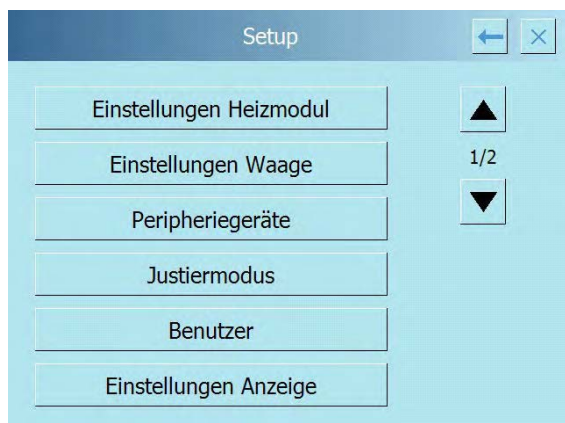 Setup
Einstellungen Heizmodul
Einstellungen Waage
1/2
Peripheriegeräte
Justiermodus
Benutzer
Einstellungen Anzeige